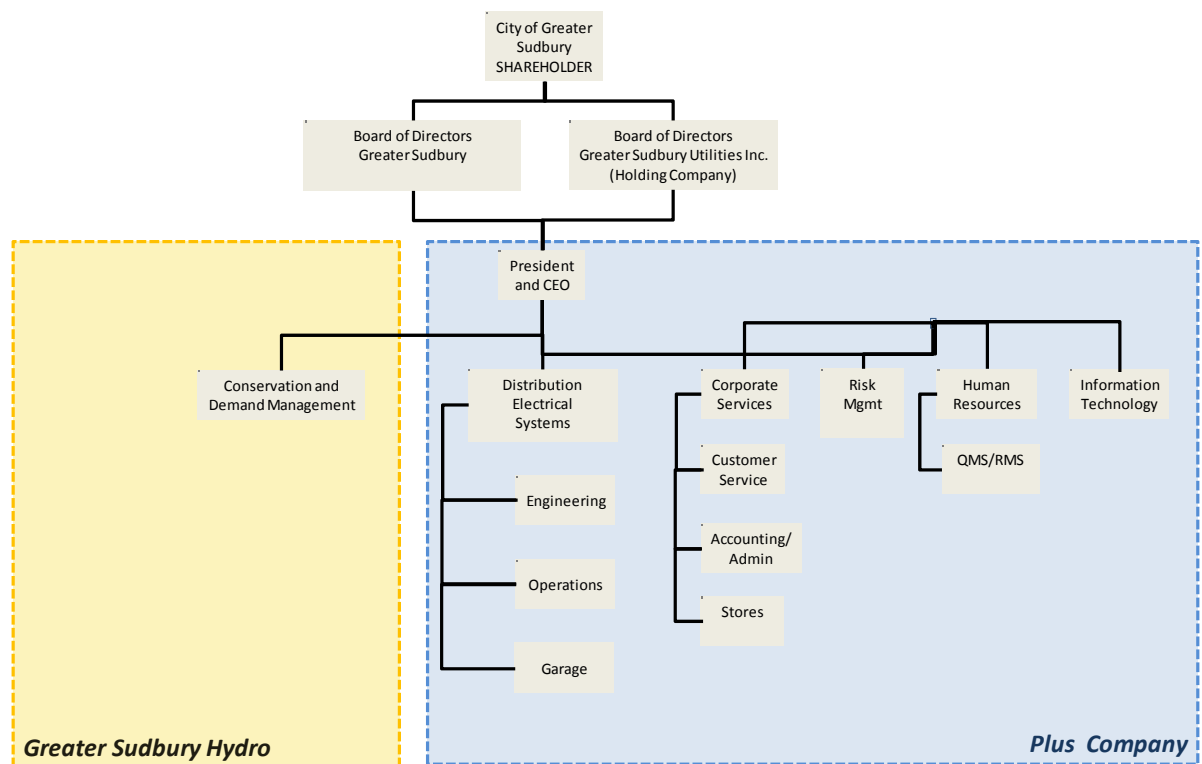 City of Greater
Sudbury
SHAREHOLDER
Board of Directors
Greater Sudbury
Board of Directors
Greater Sudbury Utilities Inc.
(Holding Company)
President
and CEO
Conservation and
Demand Management
Distribution
Electrical
Systems
Corporate
Services
Risk
Mgmt
Human
Resources
Information
Technology
Engineering
Operations
Garage
Customer
Service
Accounting/
Admin
Stores
QMS/RMS
Greater Sudbury Hydro
Plus Company